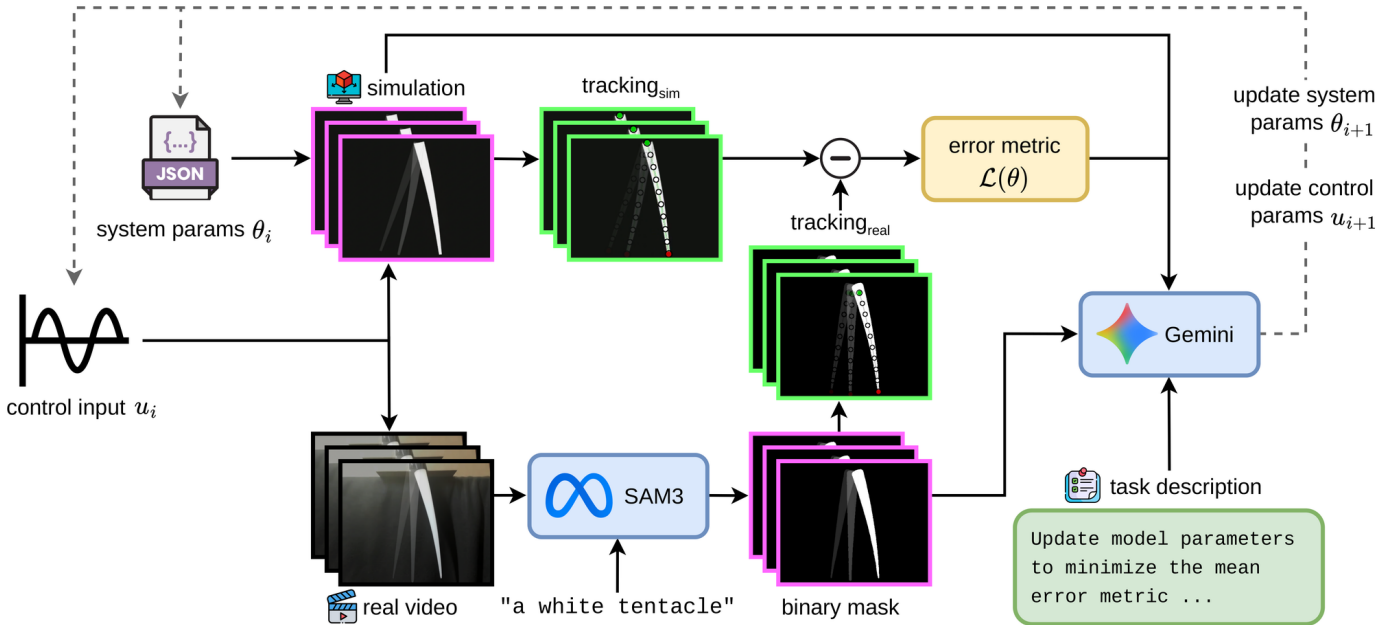 simulation
tracking_sim
{...}
JSON
system params θ_i
error metric
ℒ(θ)
tracking_real
update system
params θ_{i+1}
update control
params u_{i+1}
Gemini
control input u_i
real video
SAM3
"a white tentacle"
binary mask
task description
Update model parameters
to minimize the mean
error metric ...